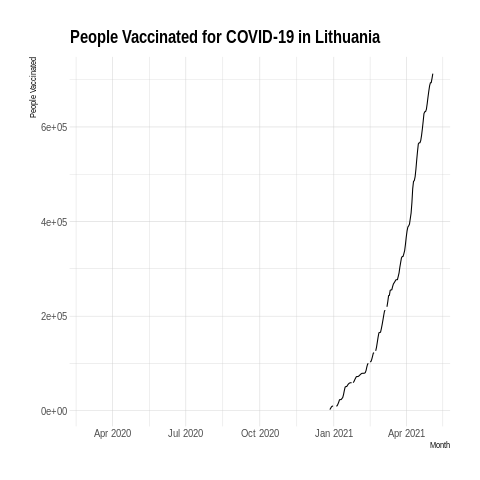 People Vaccinated for COVID-19 in Lithuania
People Vaccinated
6e+05
4e+05
2e+05
0e+00
Apr 2020 Jul 2020 Oct 2020 Jan 2021 Apr 2021
Month